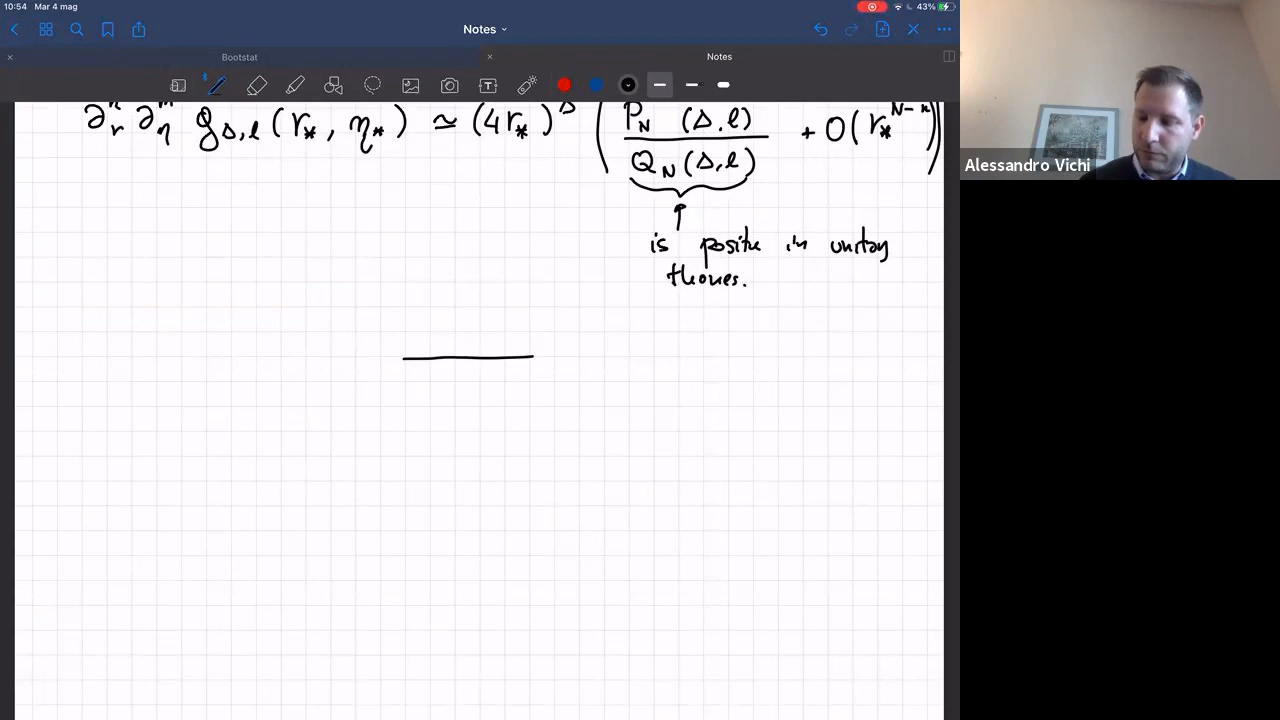 10:54 Mar 4 mag
43%
Notes
Bootstat
Notes
∂_r^n ∂_η^m g_{Δ,ℓ} (r_*, η_*) ≃ (4r_*)^Δ ( P_N (Δ,ℓ) / Q_N (Δ,ℓ) + O(r_*^{N-n}) )
is positive in unitary
theories.
Alessandro Vichi